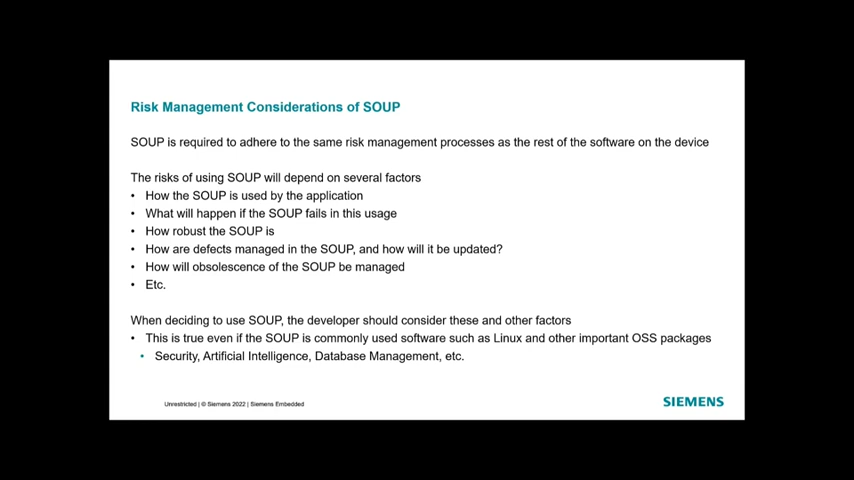 Risk Management Considerations of SOUP
SOUP is required to adhere to the same risk management processes as the rest of the software on the device
The risks of using SOUP will depend on several factors
• How the SOUP is used by the application
• What will happen if the SOUP fails in this usage
• How robust the SOUP is
• How are defects managed in the SOUP, and how will it be updated?
• How will obsolescence of the SOUP be managed
• Etc.
When deciding to use SOUP, the developer should consider these and other factors
• This is true even if the SOUP is commonly used software such as Linux and other important OSS packages
• Security, Artificial Intelligence, Database Management, etc.
Unrestricted | © Siemens 2022 | Siemens Embedded
SIEMENS